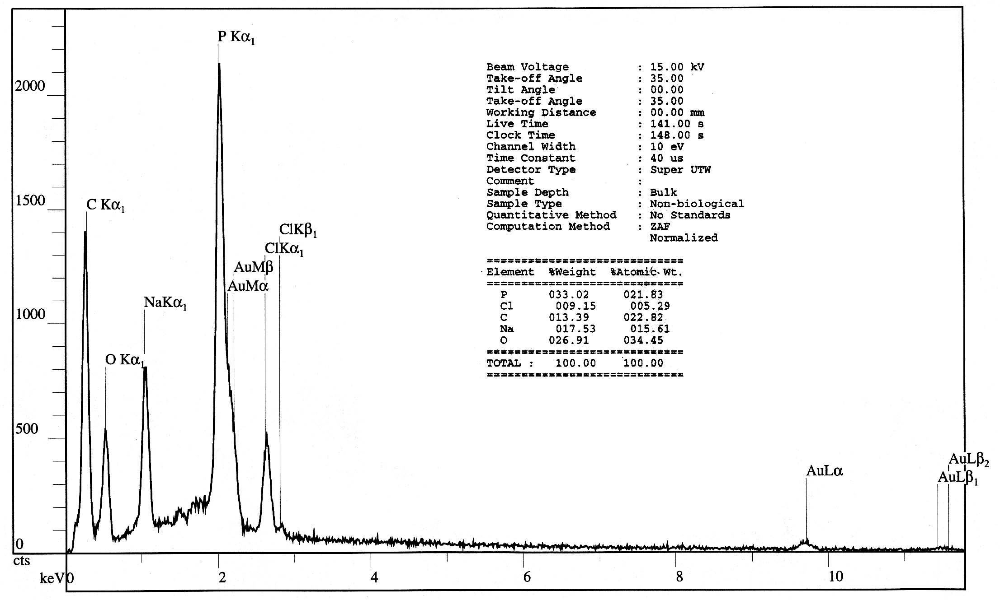 P Kα₁
2000
1500
C Kα₁
ClKβ₁
ClKα₁
AuMβ
AuMα
1000
NaKα₁
O Kα₁
500
0
cts
keV 0 2 4 6 8 10
AuLα
AuLβ₂
AuLβ₁
Beam Voltage : 15.00 kV
Take-off Angle : 35.00
Tilt Angle : 00.00
Take-off Angle : 35.00
Working Distance : 00.00 mm
Live Time : 141.00 s
Clock Time : 148.00 s
Channel Width : 10 eV
Time Constant : 40 us
Detector Type : Super UTW
Comment :
Sample Depth : Bulk
Sample Type : Non-biological
Quantitative Method : No Standards
Computation Method : ZAF
Normalized
Element %Weight %Atomic Wt.
P 033.02 021.83
Cl 009.15 005.29
C 013.39 022.82
Na 017.53 015.61
O 026.91 034.45
TOTAL : 100.00 100.00